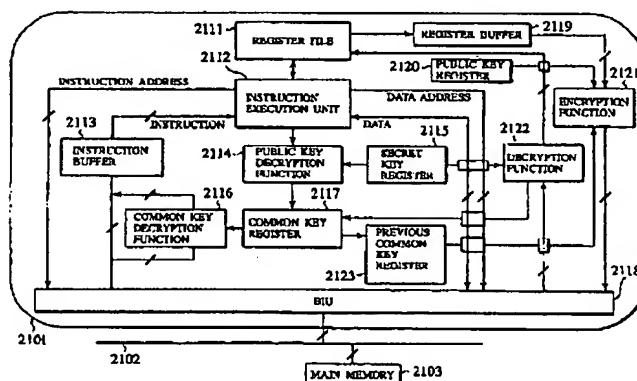 2111
REGISTER FILE
REGISTER BUFFER
2119
2112
2120
PUBLIC KEY
REGISTER
2121
ENCRYPTION
FUNCTION
INSTRUCTION ADDRESS
INSTRUCTION
EXECUTION UNIT
DATA ADDRESS
2113
INSTRUCTION
DATA
INSTRUCTION
BUFFER
2114
PUBLIC KEY
DECRYPTION
FUNCTION
2115
SECRET
KEY
REGISTER
2122
DECRYPTION
FUNCTION
2116
COMMON KEY
DECRYPTION
FUNCTION
2117
COMMON KEY
REGISTER
PREVIOUS
COMMON
KEY
REGISTER
2123
BIU
2118
2101
2102
MAIN MEMORY
2103